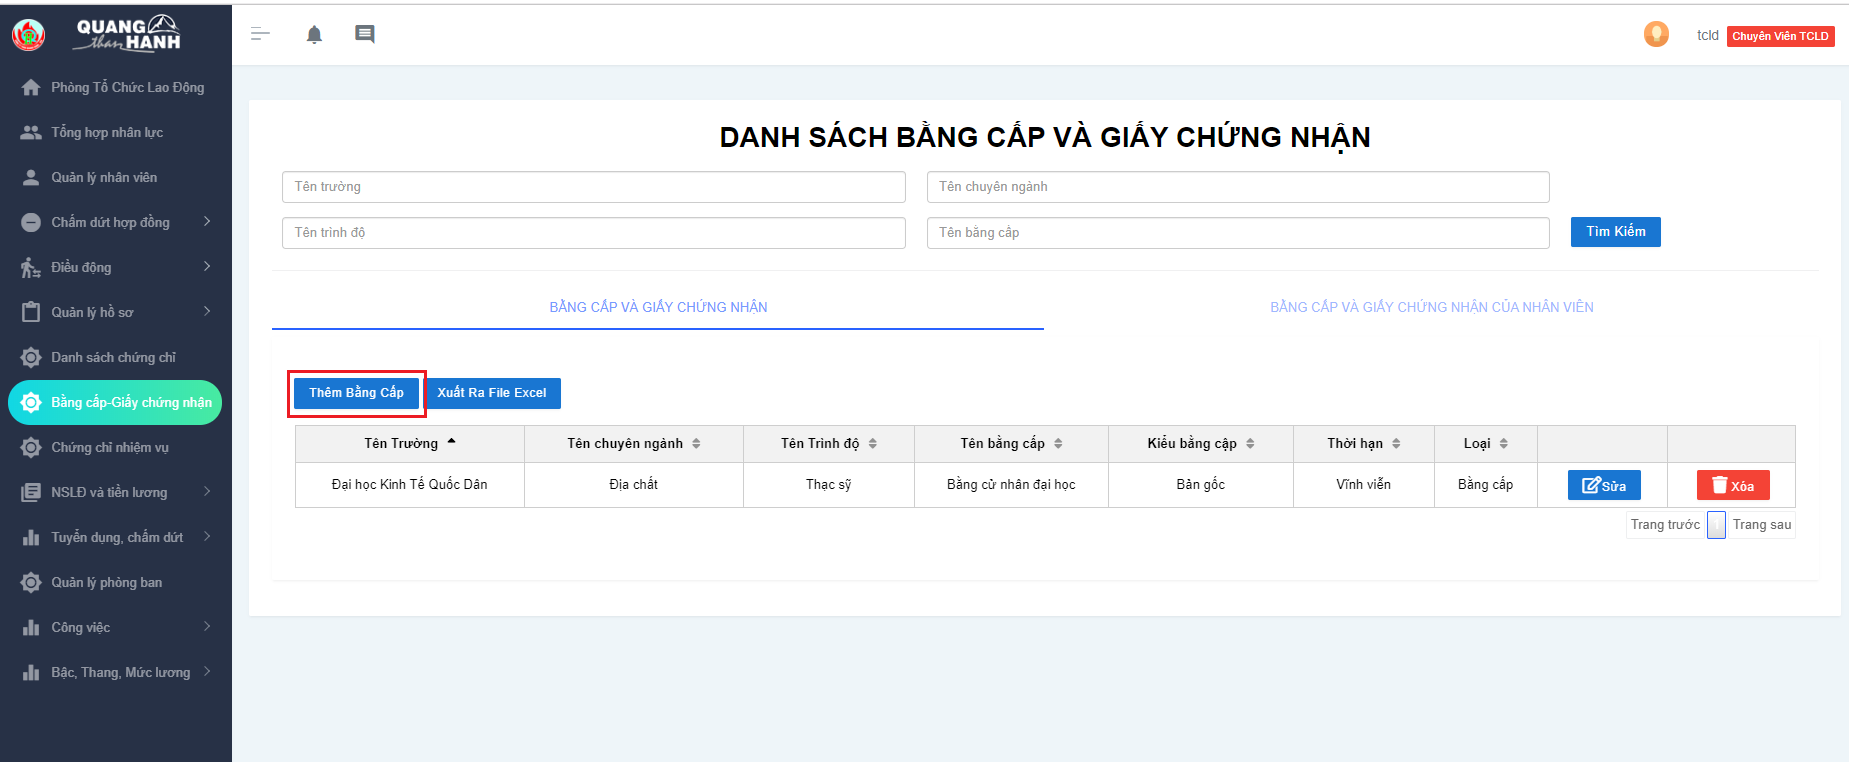 QUANG
than HANH
tcld Chuyên Viên TCLD
Phòng Tổ Chức Lao Động
Tổng hợp nhân lực
Quản lý nhân viên
Chấm dứt hợp đồng
Điều động
Quản lý hồ sơ
Danh sách chứng chỉ
Bằng cấp-Giấy chứng nhận
Chứng chỉ nhiệm vụ
NSLĐ và tiền lương
Tuyển dụng, chấm dứt
Quản lý phòng ban
Công việc
Bậc, Thang, Mức lương
DANH SÁCH BẰNG CẤP VÀ GIẤY CHỨNG NHẬN
Tên trường Tên chuyên ngành
Tên trình độ Tên bằng cấp Tìm Kiếm
BẰNG CẤP VÀ GIẤY CHỨNG NHẬN BẰNG CẤP VÀ GIẤY CHỨNG NHẬN CỦA NHÂN VIÊN
Thêm Bằng Cấp Xuất Ra File Excel
Tên Trường Tên chuyên ngành Tên Trình độ Tên bằng cấp Kiểu bằng cập Thời hạn Loại
Đại học Kinh Tế Quốc Dân Địa chất Thạc sỹ Bằng cử nhân đại học Bản gốc Vĩnh viễn Bằng cấp Sửa Xóa
Trang trước 1 Trang sau